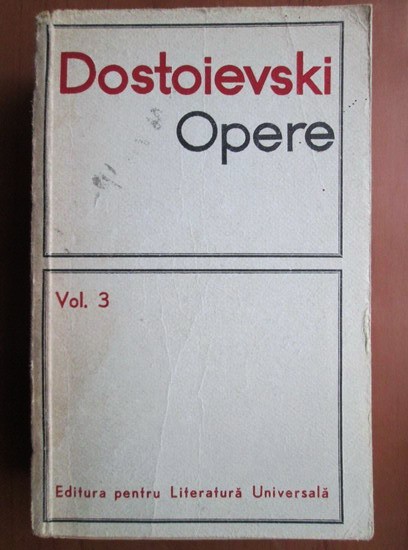 Dostoievski
Opere
Vol. 3
Editura pentru Literatură Universală